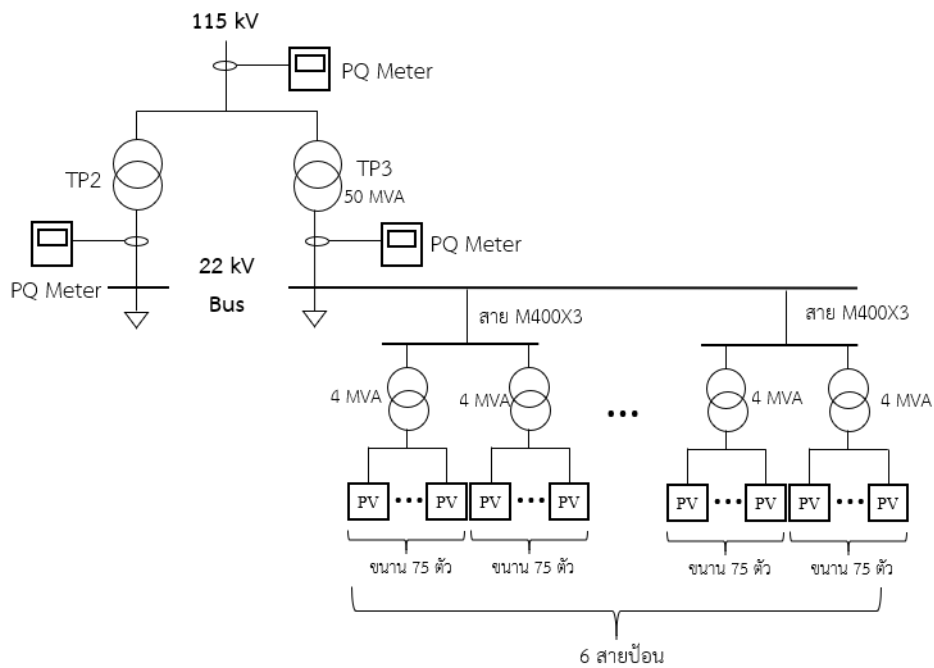 115 kV
PQ Meter
TP2
TP3
50 MVA
PQ Meter
PQ Meter
22 kV
Bus
สาย M400X3
สาย M400X3
4 MVA
4 MVA
...
4 MVA
4 MVA
PV ... PV
PV ... PV
PV ... PV
PV ... PV
ขนาน 75 ตัว
ขนาน 75 ตัว
ขนาน 75 ตัว
ขนาน 75 ตัว
6 สายป้อน